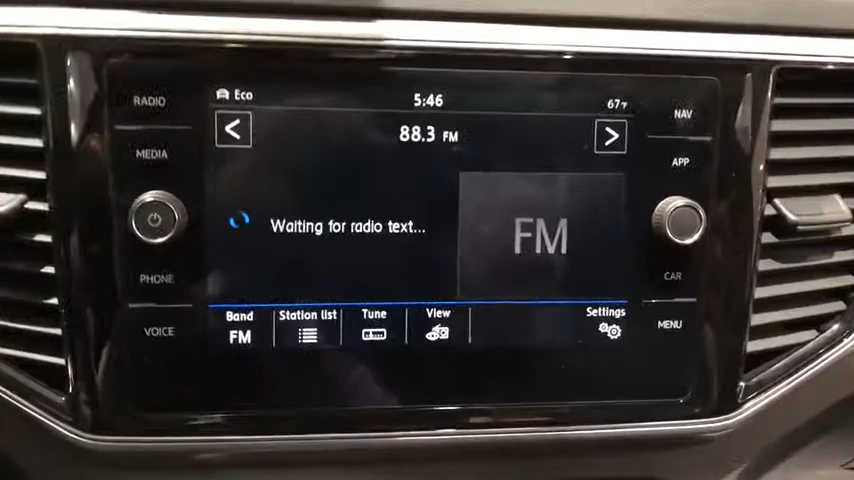 RADIO
MEDIA
PHONE
VOICE
Eco
5:46
67°F
88.3 FM
Waiting for radio text...
FM
Band
FM
Station list
Tune
View
Settings
NAV
APP
CAR
MENU